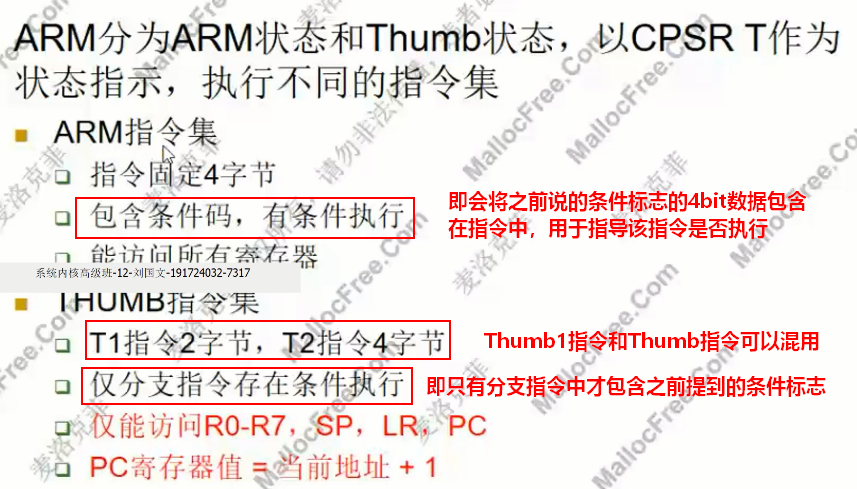 ARM分为ARM状态和Thumb状态，以CPSR T作为
状态指示，执行不同的指令集
ARM指令集
指令固定4字节
包含条件码，有条件执行
即会将之前说的条件标志的4bit数据包含
在指令中，用于指导该指令是否执行
能访问所有寄存器
系统内核高级班-12-刘国文-191724032-7317
THUMB指令集
T1指令2字节，T2指令4字节
Thumb1指令和Thumb指令可以混用
仅分支指令存在条件执行
即只有分支指令中才包含之前提到的条件标志
仅能访问R0-R7，SP，LR，PC
PC寄存器值 = 当前地址 + 1
麦洛克菲
MallocFree.Com